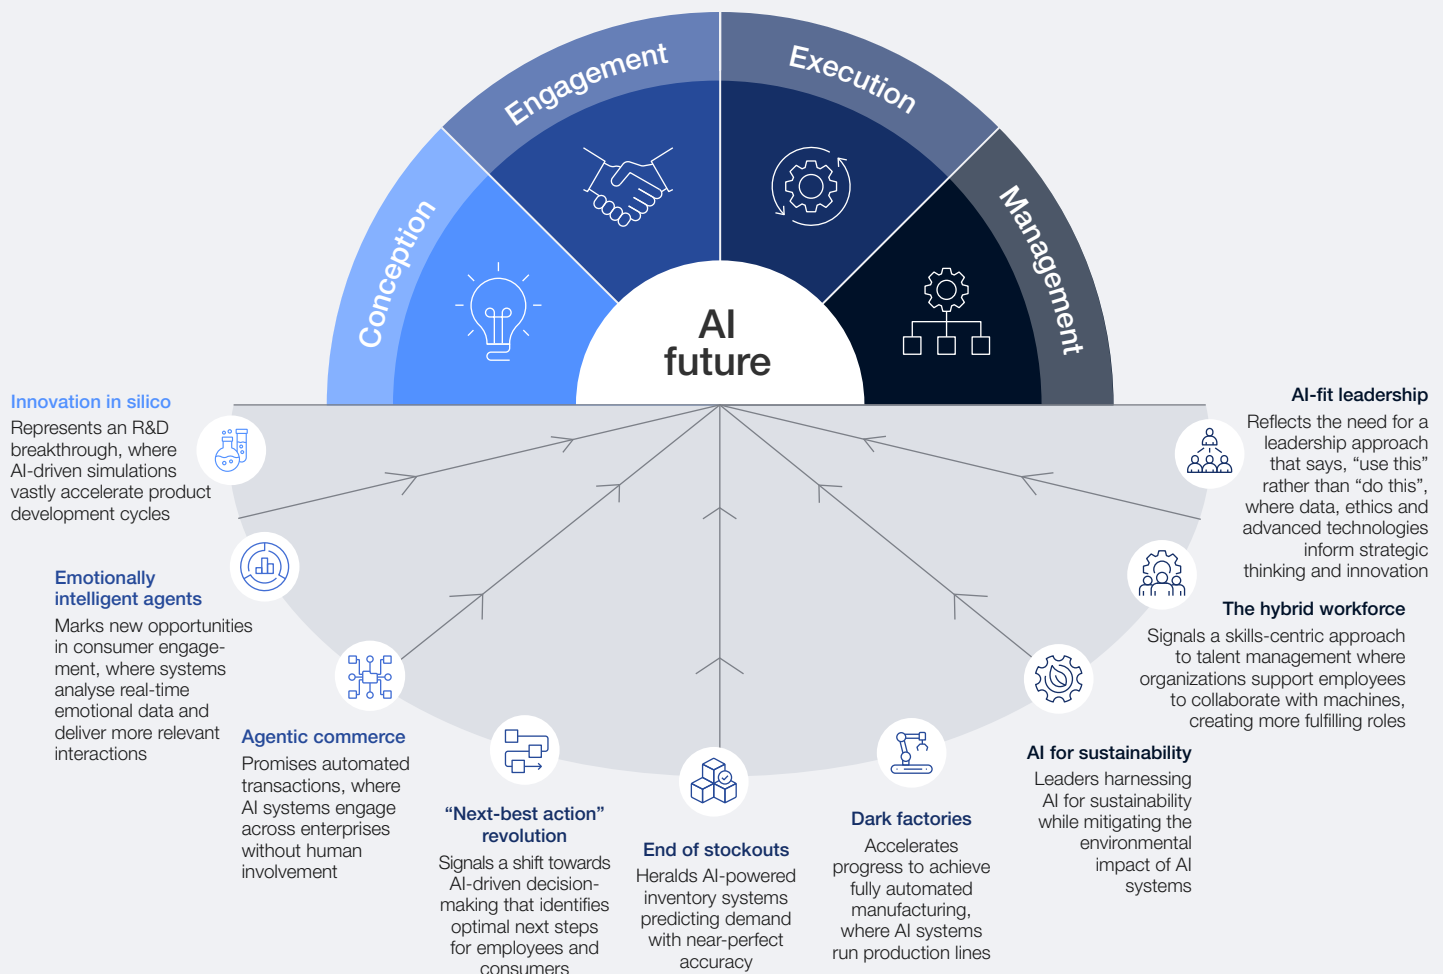 Conception
Engagement
Execution
Management
AI
future
Innovation in silico
Represents an R&D
breakthrough, where
AI-driven simulations
vastly accelerate product
development cycles
Emotionally
intelligent agents
Marks new opportunities
in consumer engage-
ment, where systems
analyse real-time
emotional data and
deliver more relevant
interactions
Agentic commerce
Promises automated
transactions, where
AI systems engage
across enterprises
without human
involvement
“Next-best action”
revolution
Signals a shift towards
AI-driven decision-
making that identifies
optimal next steps
for employees and
consumers
End of stockouts
Heralds AI-powered
inventory systems
predicting demand
with near-perfect
accuracy
Dark factories
Accelerates
progress to achieve
fully automated
manufacturing,
where AI systems
run production lines
AI for sustainability
Leaders harnessing
AI for sustainability
while mitigating the
environmental
impact of AI
systems
The hybrid workforce
Signals a skills-centric approach
to talent management where
organizations support employees
to collaborate with machines,
creating more fulfilling roles
AI-fit leadership
Reflects the need for a
leadership approach
that says, “use this”
rather than “do this”,
where data, ethics and
advanced technologies
inform strategic
thinking and innovation